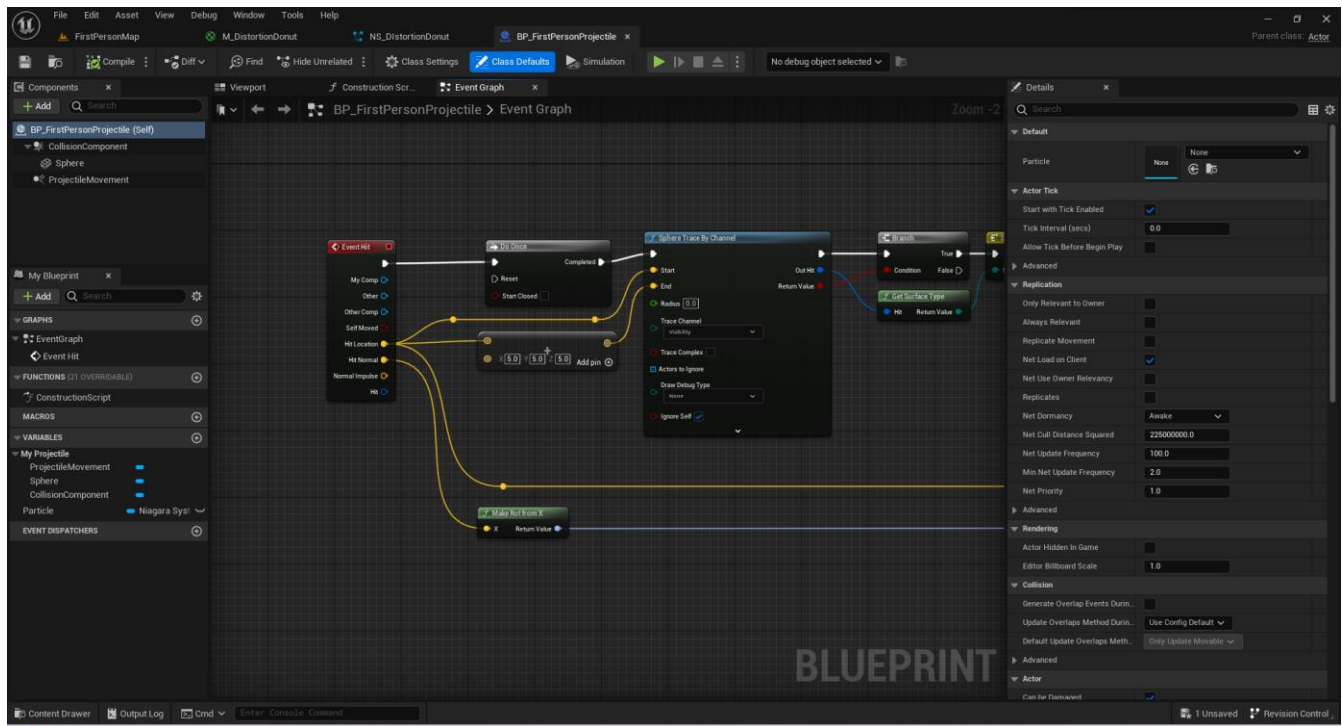 File Edit Asset View Debug Window Tools Help
FirstPersonMap M_DistortionDonut NS_DIstortionDonut BP_FirstPersonProjectile
Parent class: Actor
Compile Diff Find Hide Unrelated Class Settings Class Defaults Simulation No debug object selected
Components
Add Search
BP_FirstPersonProjectile (Self)
CollisionComponent
Sphere
ProjectileMovement
My Blueprint
Add Search
GRAPHS
EventGraph
Event Hit
FUNCTIONS (21 OVERRIDABLE)
ConstructionScript
MACROS
VARIABLES
My Projectile
ProjectileMovement
Sphere
CollisionComponent
Particle Niagara Syst
EVENT DISPATCHERS
Viewport Construction Scr... Event Graph
BP_FirstPersonProjectile > Event Graph Zoom -2
Event Hit
My Comp
Other
Other Comp
Self Moved
Hit Location
Hit Normal
Normal Impulse
Hit
Do Once
Completed
Reset
Start Closed
X 5.0 Y 5.0 Z 5.0 Add pin
Make Rot from X
X Return Value
Sphere Trace By Channel
Start Out Hit
End Return Value
Radius 0.0
Trace Channel
Visibility
Trace Complex
Actors to Ignore
Draw Debug Type
None
Ignore Self
Branch
True
Condition False
Get Surface Type
Hit Return Value
BLUEPRINT
Details
Search
Default
Particle None None
Actor Tick
Start with Tick Enabled
Tick Interval (secs) 0.0
Allow Tick Before Begin Play
Advanced
Replication
Only Relevant to Owner
Always Relevant
Replicate Movement
Net Load on Client
Net Use Owner Relevancy
Replicates
Net Dormancy Awake
Net Cull Distance Squared 225000000.0
Net Update Frequency 100.0
Min Net Update Frequency 2.0
Net Priority 1.0
Advanced
Rendering
Actor Hidden In Game
Editor Billboard Scale 1.0
Collision
Generate Overlap Events Durin..
Update Overlaps Method Durin.. Use Config Default
Default Update Overlaps Meth.. Only Update Movable
Advanced
Actor
Can be Damaged
Content Drawer Output Log Cmd Enter Console Command 1 Unsaved Revision Control